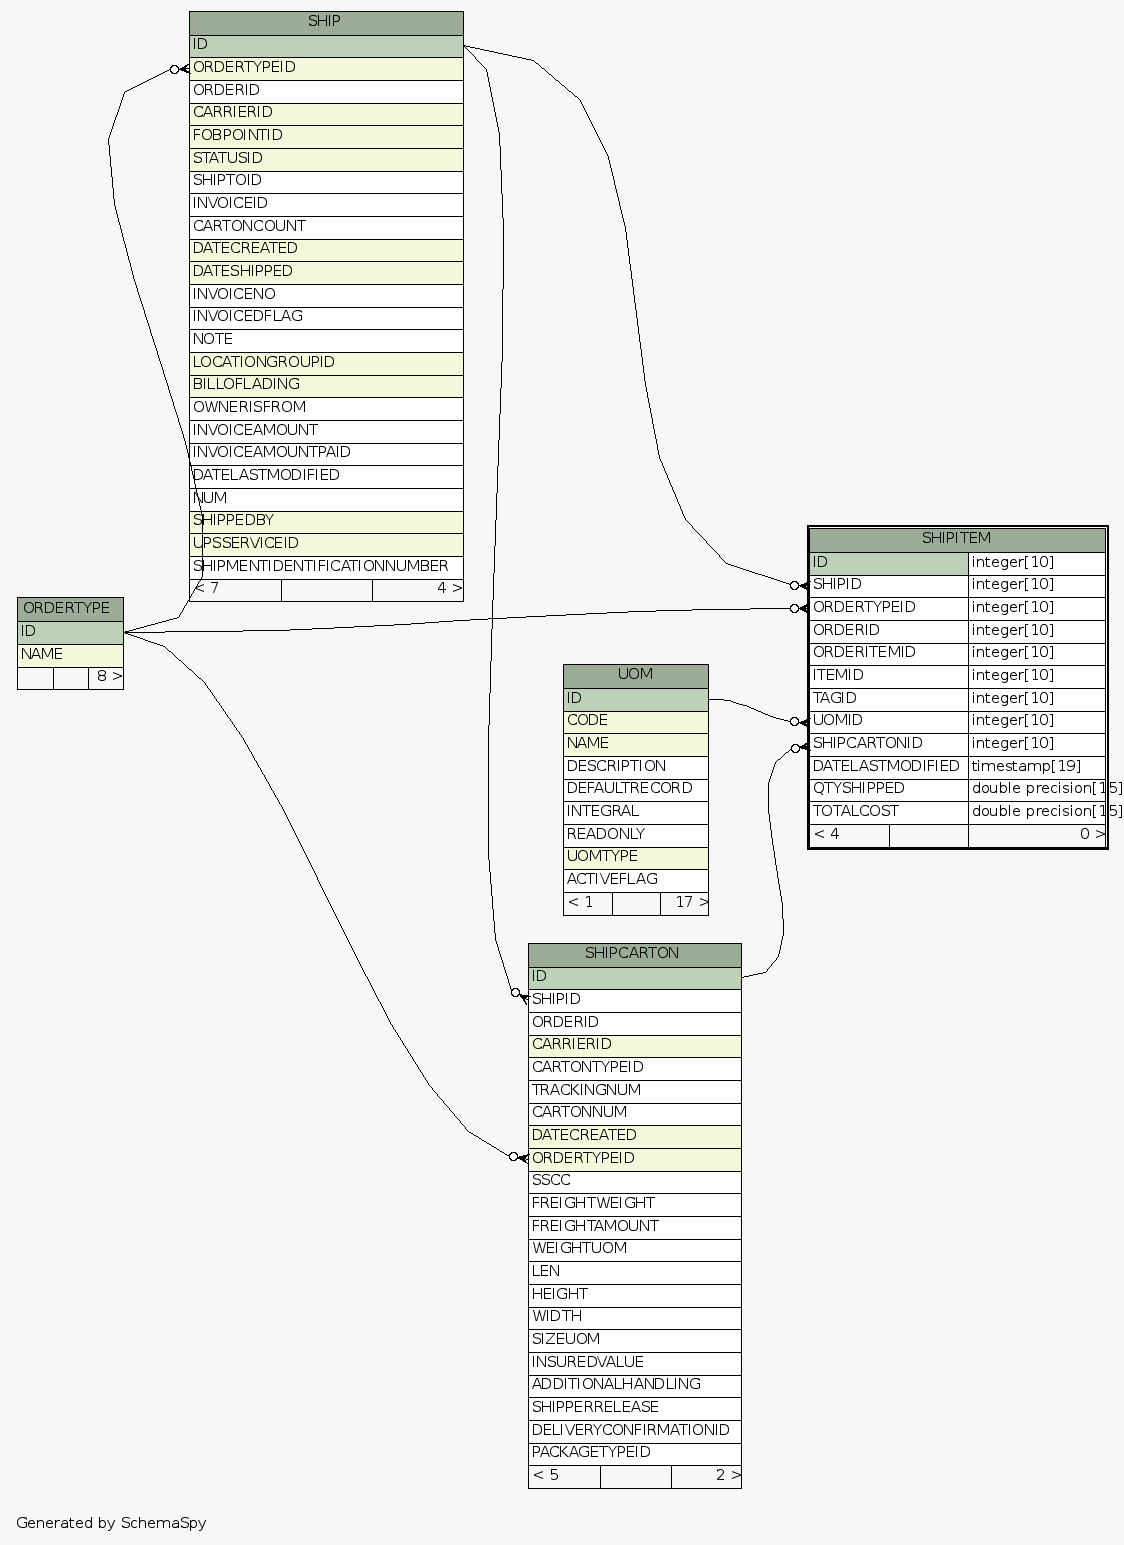 SHIP
ID
ORDERTYPEID
ORDERID
CARRIERID
FOBPOINTID
STATUSID
SHIPTOID
INVOICEID
CARTONCOUNT
DATECREATED
DATESHIPPED
INVOICENO
INVOICEDFLAG
NOTE
LOCATIONGROUPID
BILLOFLADING
OWNERISFROM
INVOICEAMOUNT
INVOICEAMOUNTPAID
DATELASTMODIFIED
NUM
SHIPPEDBY
UPSSERVICEID
SHIPMENTIDENTIFICATIONNUMBER
< 7 4 >
ORDERTYPE
ID
NAME
8 >
SHIPITEM
ID integer[10]
SHIPID integer[10]
ORDERTYPEID integer[10]
ORDERID integer[10]
ORDERITEMID integer[10]
ITEMID integer[10]
TAGID integer[10]
UOMID integer[10]
SHIPCARTONID integer[10]
DATELASTMODIFIED timestamp[19]
QTYSHIPPED double precision[15]
TOTALCOST double precision[15]
< 4 0 >
UOM
ID
CODE
NAME
DESCRIPTION
DEFAULTRECORD
INTEGRAL
READONLY
UOMTYPE
ACTIVEFLAG
< 1 17 >
SHIPCARTON
ID
SHIPID
ORDERID
CARRIERID
CARTONTYPEID
TRACKINGNUM
CARTONNUM
DATECREATED
ORDERTYPEID
SSCC
FREIGHTWEIGHT
FREIGHTAMOUNT
WEIGHTUOM
LEN
HEIGHT
WIDTH
SIZEUOM
INSUREDVALUE
ADDITIONALHANDLING
SHIPPERRELEASE
DELIVERYCONFIRMATIONID
PACKAGETYPEID
< 5 2 >
Generated by SchemaSpy